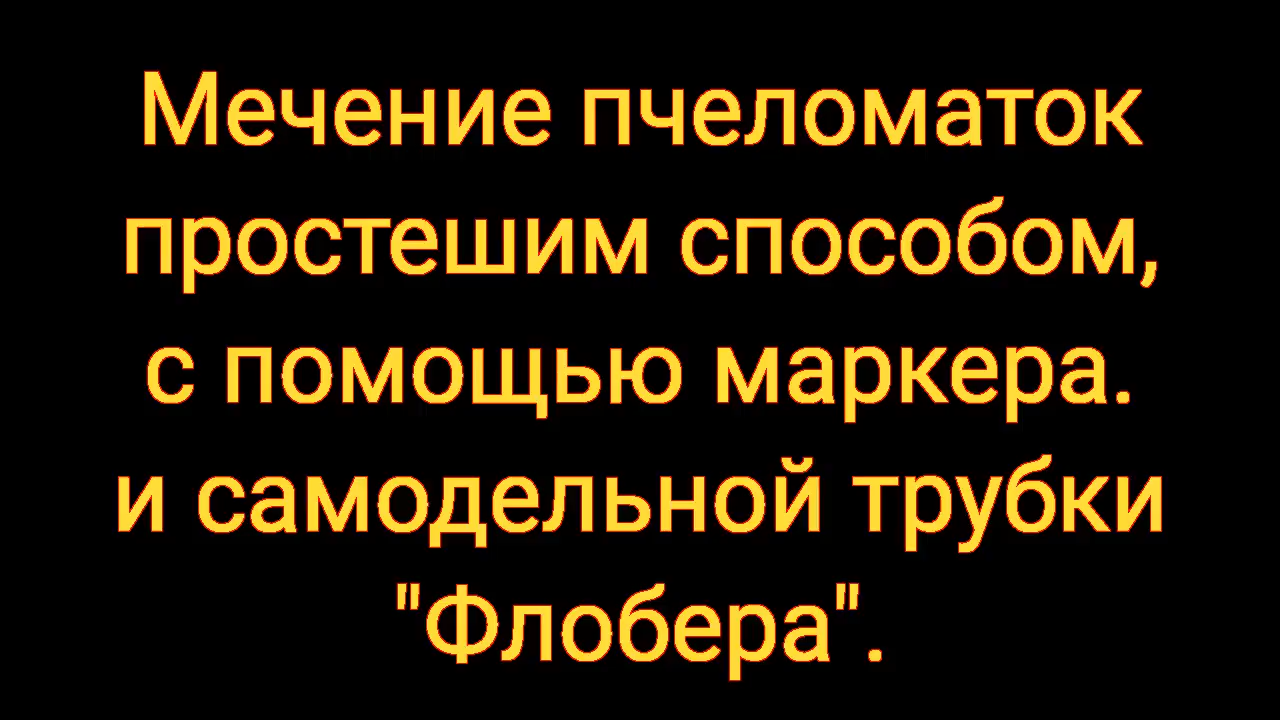 Мечение пчеломаток
простешим способом,
с помощью маркера.
и самодельной трубки
"Флобера".